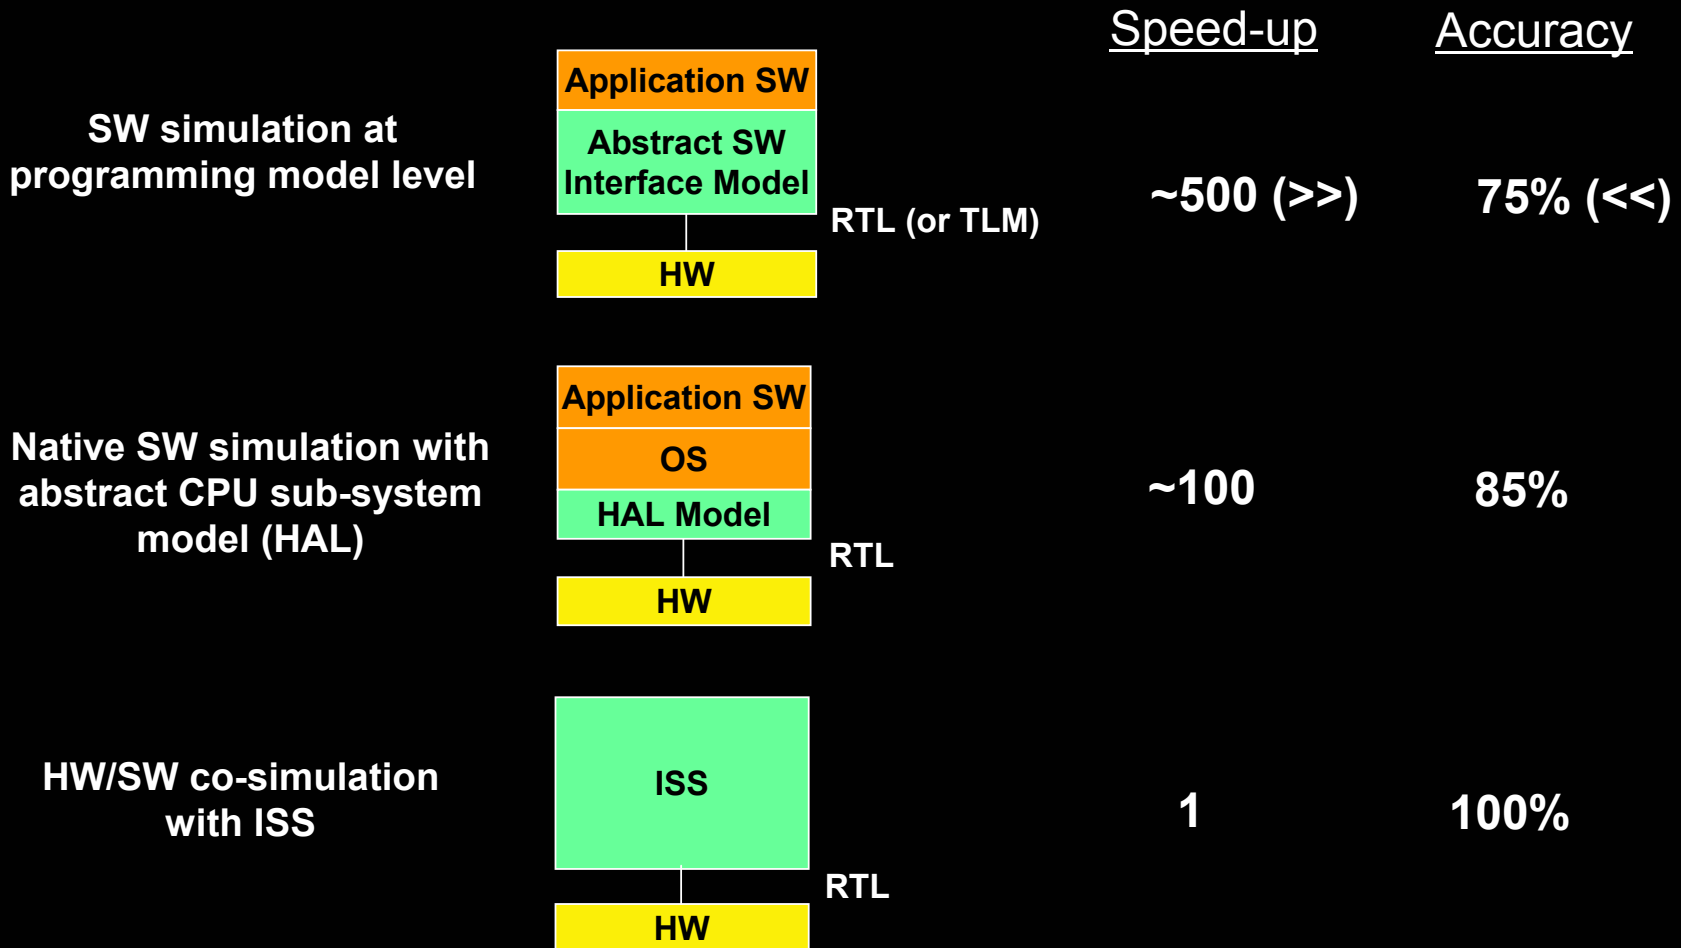 Speed-up
Accuracy
SW simulation at
programming model level
Application SW
Abstract SW
Interface Model
RTL (or TLM)
HW
~500 (>>)
75% (<<)
Native SW simulation with
abstract CPU sub-system
model (HAL)
Application SW
OS
HAL Model
RTL
HW
~100
85%
HW/SW co-simulation
with ISS
ISS
RTL
HW
1
100%